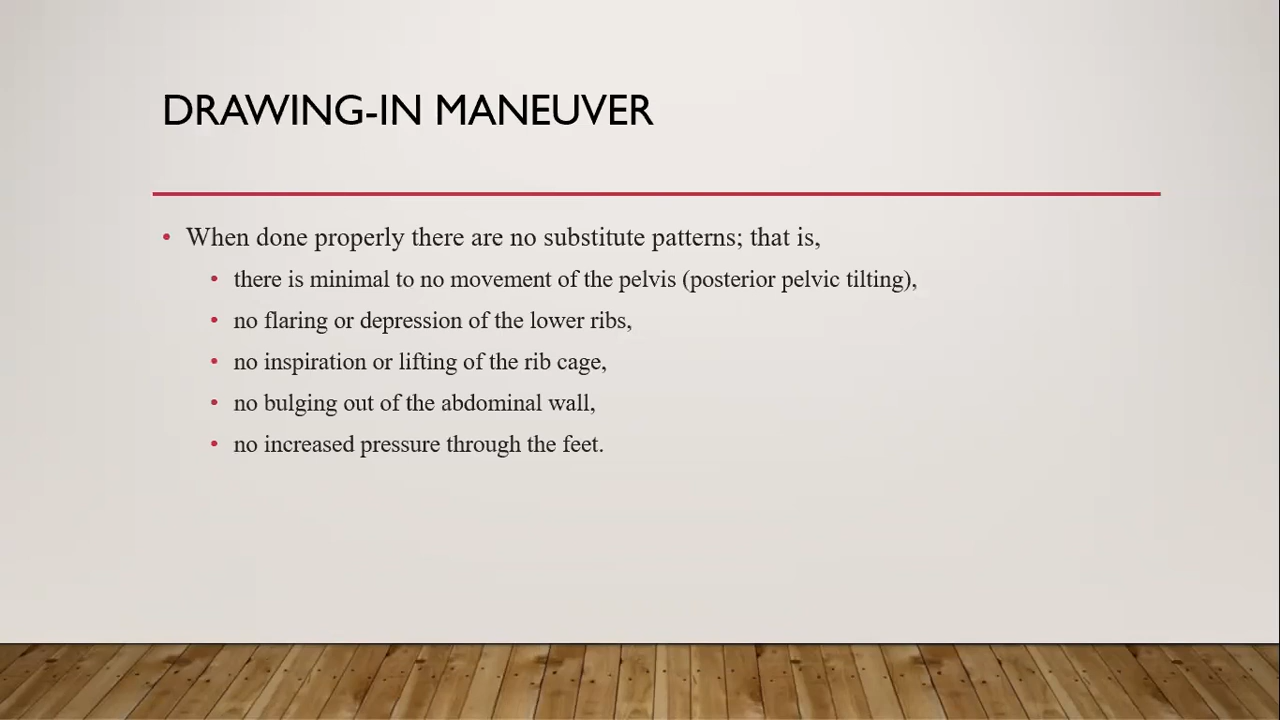 DRAWING-IN MANEUVER
• When done properly there are no substitute patterns; that is,
• there is minimal to no movement of the pelvis (posterior pelvic tilting),
• no flaring or depression of the lower ribs,
• no inspiration or lifting of the rib cage,
• no bulging out of the abdominal wall,
• no increased pressure through the feet.